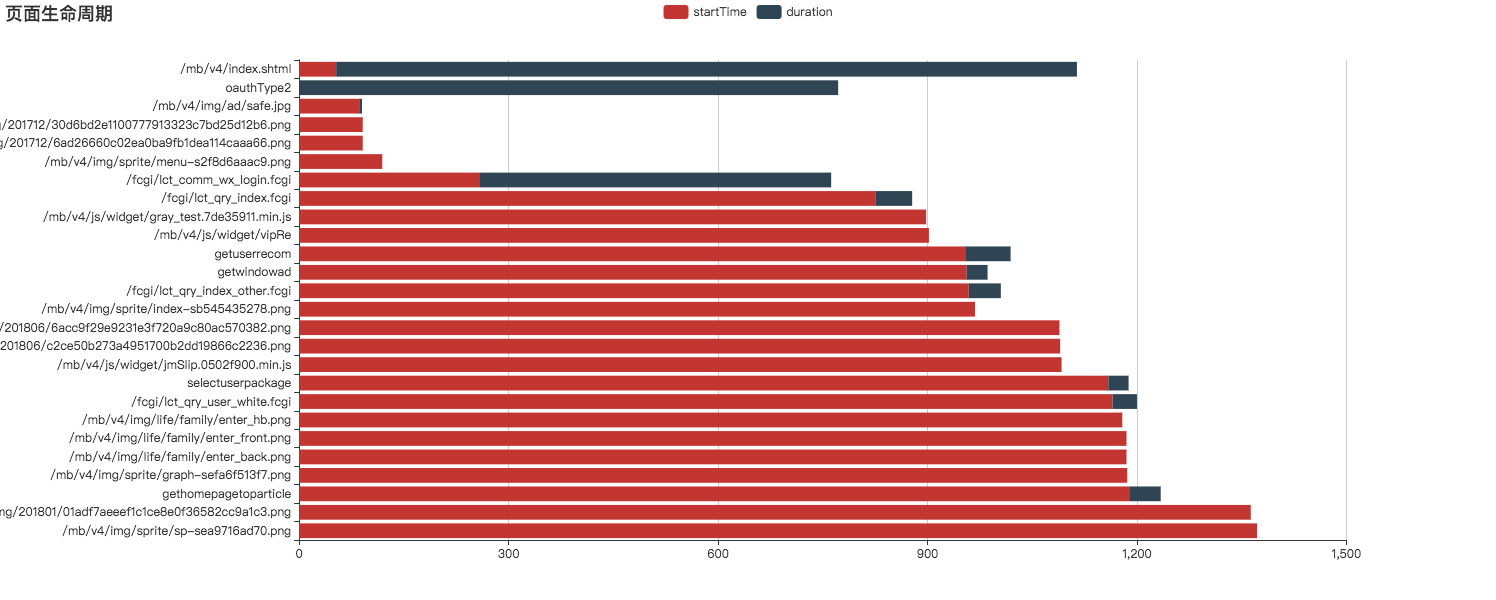 页面生命周期
startTime
duration
/mb/v4/index.shtml
oauthType2
/mb/v4/img/ad/safe.jpg
/201712/30d6bd2e1100777913323c7bd25d12b6.png
g/201712/6ad26660c02ea0ba9fb1dea114caaa66.png
/mb/v4/img/sprite/menu-s2f8d6aaac9.png
/fcgi/lct_comm_wx_login.fcgi
/fcgi/lct_qry_index.fcgi
/mb/v4/js/widget/gray_test.7de35911.min.js
/mb/v4/js/widget/vipRe
getuserrecom
getwindowad
/fcgi/lct_qry_index_other.fcgi
/mb/v4/img/sprite/index-sb545435278.png
/201806/6acc9f29e9231e3f720a9c80ac570382.png
201806/c2ce50b273a4951700b2dd19866c2236.png
/mb/v4/js/widget/jmSlip.0502f900.min.js
selectuserpackage
/fcgi/lct_qry_user_white.fcgi
/mb/v4/img/life/family/enter_hb.png
/mb/v4/img/life/family/enter_front.png
/mb/v4/img/life/family/enter_back.png
/mb/v4/img/sprite/graph-sefa6f513f7.png
gethomepagetoparticle
ng/201801/01adf7aeeef1c1ce8e0f36582cc9a1c3.png
/mb/v4/img/sprite/sp-sea9716ad70.png
0 300 600 900 1,200 1,500